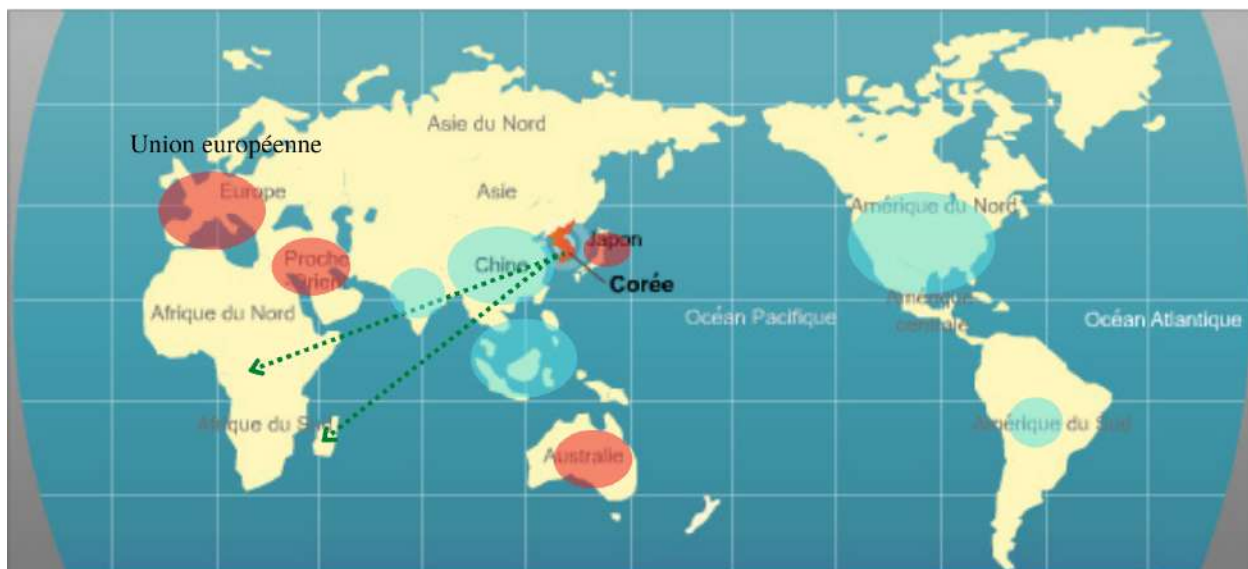 Asie du Nord
Union européenne
Europe
Asie
Amérique du Nord
Japon
Proche
-Orient
Chine
Corée
Afrique du Nord
Amérique
centrale
Océan Pacifique
Océan Atlantique
Afrique du Sud
Amérique du Sud
Australie